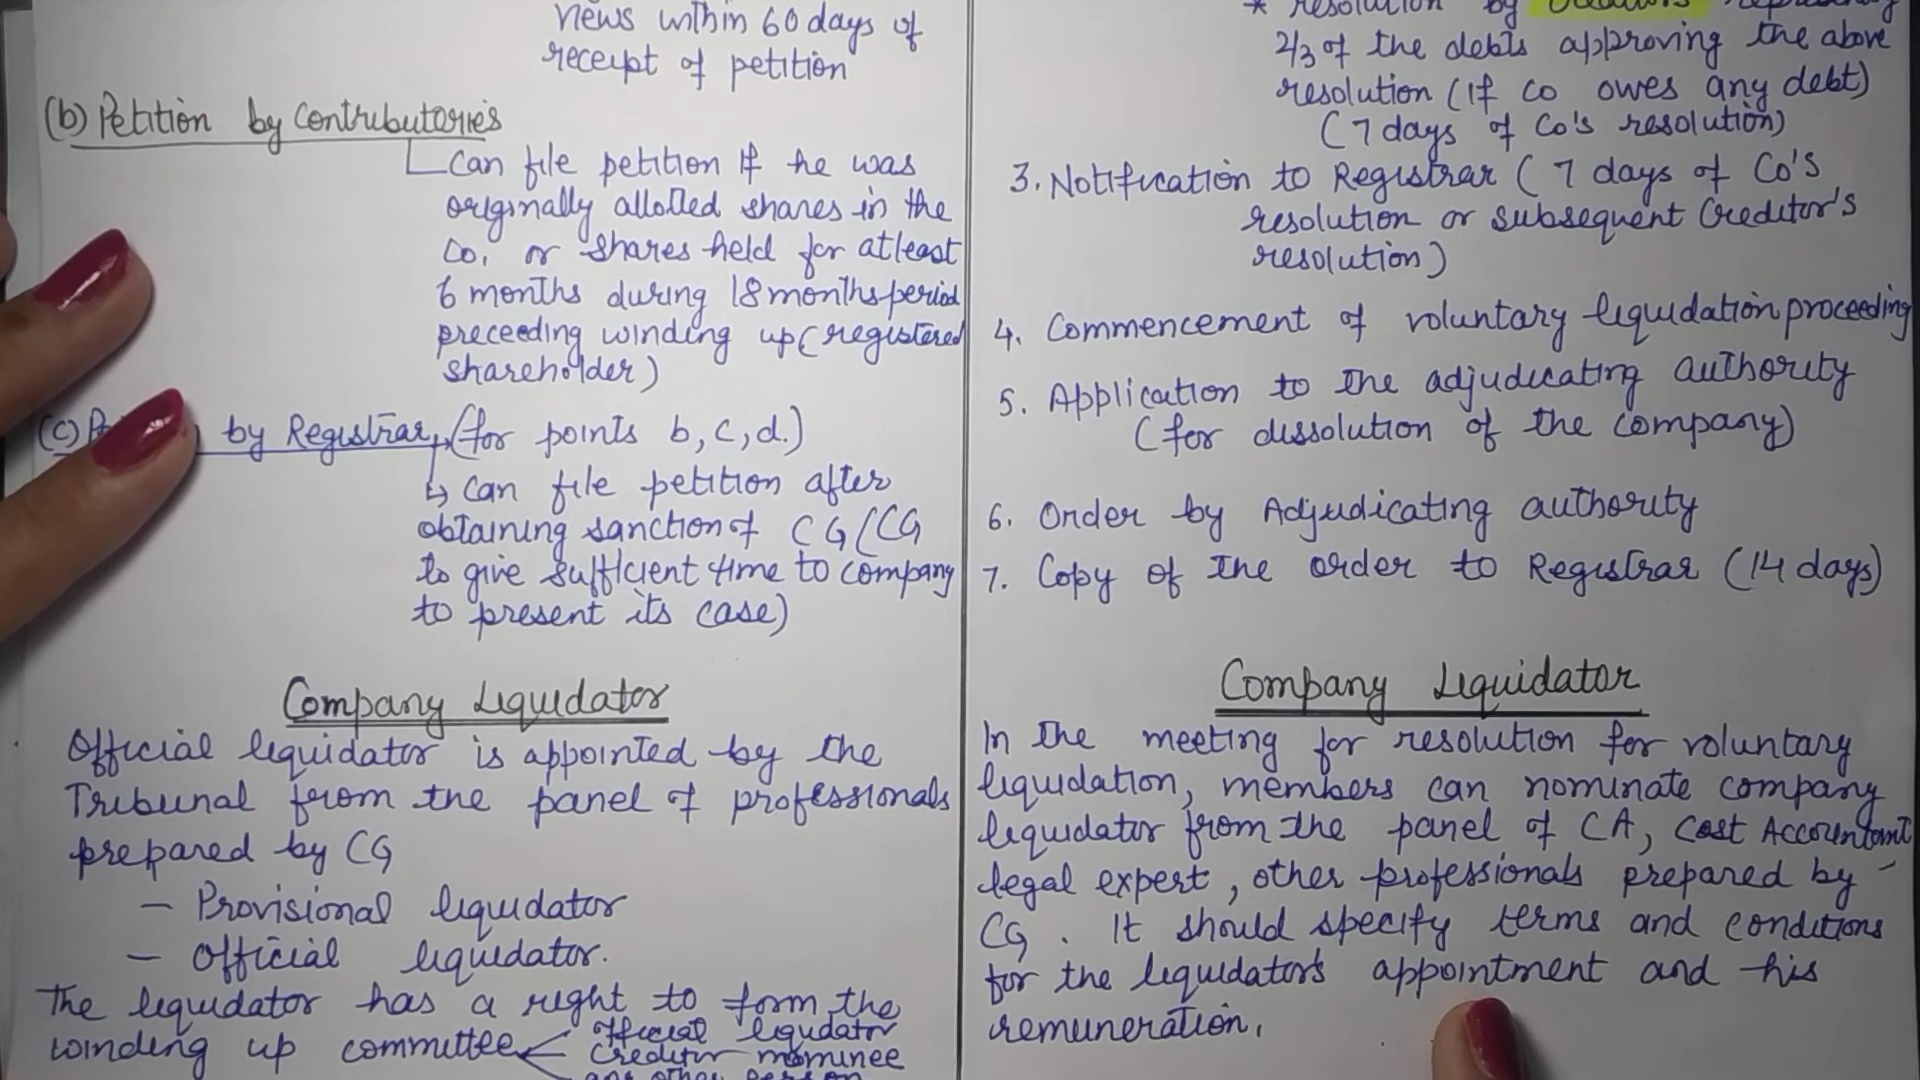 news within 60 days of
receipt of petition
(b) Petition by Contributories
Can file petition if he was
originally allotted shares in the
Co, or shares held for atleast
6 months during 18 months period
preceeding winding up (registered
shareholder)
(c) by Registrar, (for points b, c, d.)
↳ can file petition after
obtaining sanction of CG (CG
to give sufficient time to company
to present its case)
Company Liquidator
Official liquidator is appointed by the
Tribunal from the panel of professionals
prepared by CG
– Provisional liquidator
– Official liquidator.
The liquidator has a right to form the
winding up committee
official liqudator
Creditor nominee
any other person
* resolution by Creditors representing
2/3 of the debts approving the above
resolution (if co owes any debt)
(7 days of Co's resolution)
3. Notification to Registrar (7 days of Co's
resolution or subsequent Creditor's
resolution)
4. Commencement of voluntary liquidation proceeding
5. Application to the adjudicating authority
(for dissolution of the company)
6. Order by Adjudicating authority
7. Copy of the order to Registrar (14 days)
Company Liquidator
In the meeting for resolution for voluntary
liquidation, members can nominate company
liquidator from the panel of CA, Cost Accountant
legal expert, other professionals prepared by
CG. It should specify terms and conditions
for the liquidator's appointment and his
remuneration.